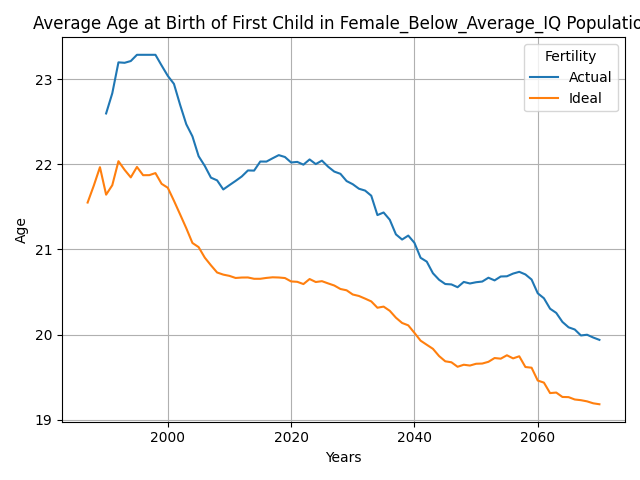 Average Age at Birth of First Child in Female_Below_Average_IQ Populatio
Fertility
Actual
Ideal
23
22
21
20
19
Age
2000
2020
2040
2060
Years